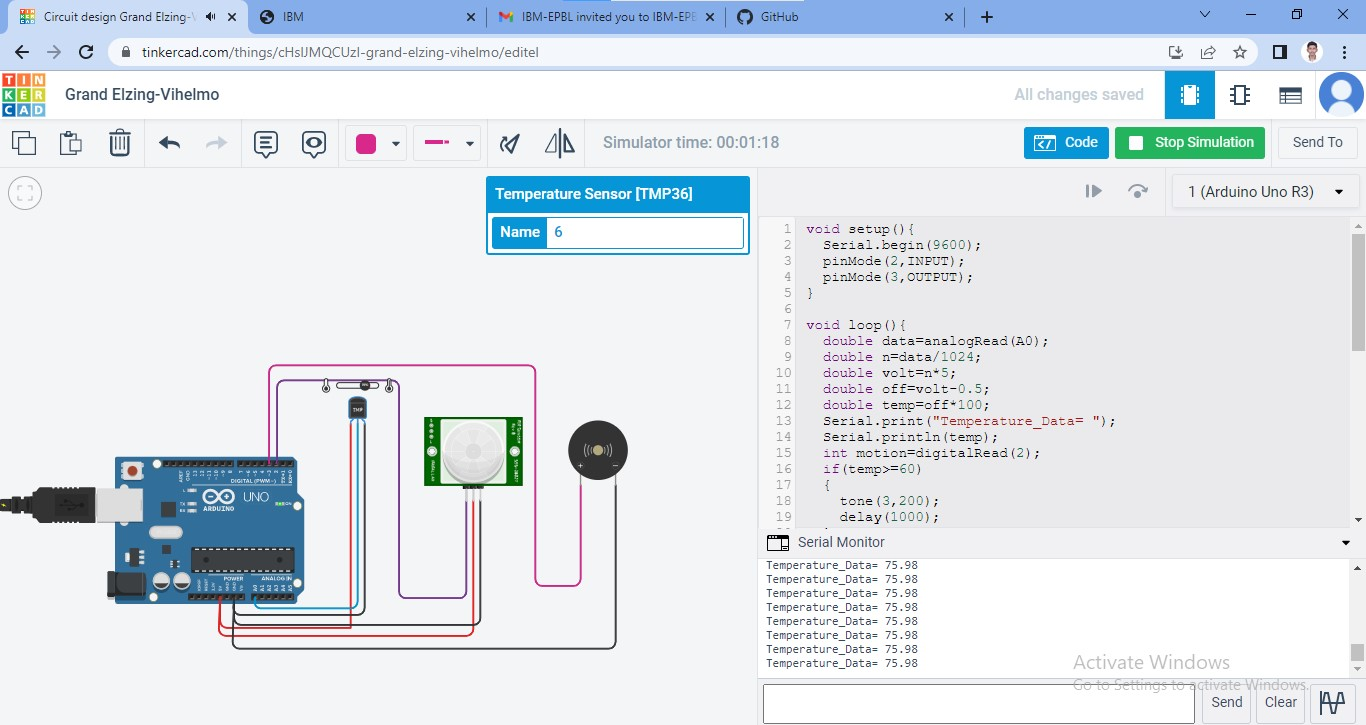 Circuit design Grand Elzing-
IBM
IBM-EPBL invited you to IBM-EPE
GitHub
tinkercad.com/things/cHsIJMQCUzl-grand-elzing-vihelmo/editel
TIN
KER
CAD
Grand Elzing-Vihelmo
All changes saved
Simulator time: 00:01:18
Code
Stop Simulation
Send To
Temperature Sensor [TMP36]
Name 6
1 (Arduino Uno R3)
1 void setup(){
2 Serial.begin(9600);
3 pinMode(2,INPUT);
4 pinMode(3,OUTPUT);
5 }
6
7 void loop(){
8 double data=analogRead(A0);
9 double n=data/1024;
10 double volt=n*5;
11 double off=volt-0.5;
12 double temp=off*100;
13 Serial.print("Temperature_Data= ");
14 Serial.println(temp);
15 int motion=digitalRead(2);
16 if(temp>=60)
17 {
18 tone(3,200);
19 delay(1000);
TMP
DIGITAL (PWM~)
UNO
ARDUINO
POWER
ANALOG IN
Serial Monitor
Temperature_Data= 75.98
Temperature_Data= 75.98
Temperature_Data= 75.98
Temperature_Data= 75.98
Temperature_Data= 75.98
Temperature_Data= 75.98
Temperature_Data= 75.98
Temperature_Data= 75.98
Activate Windows
Go to Settings to activate Windows.
Send
Clear